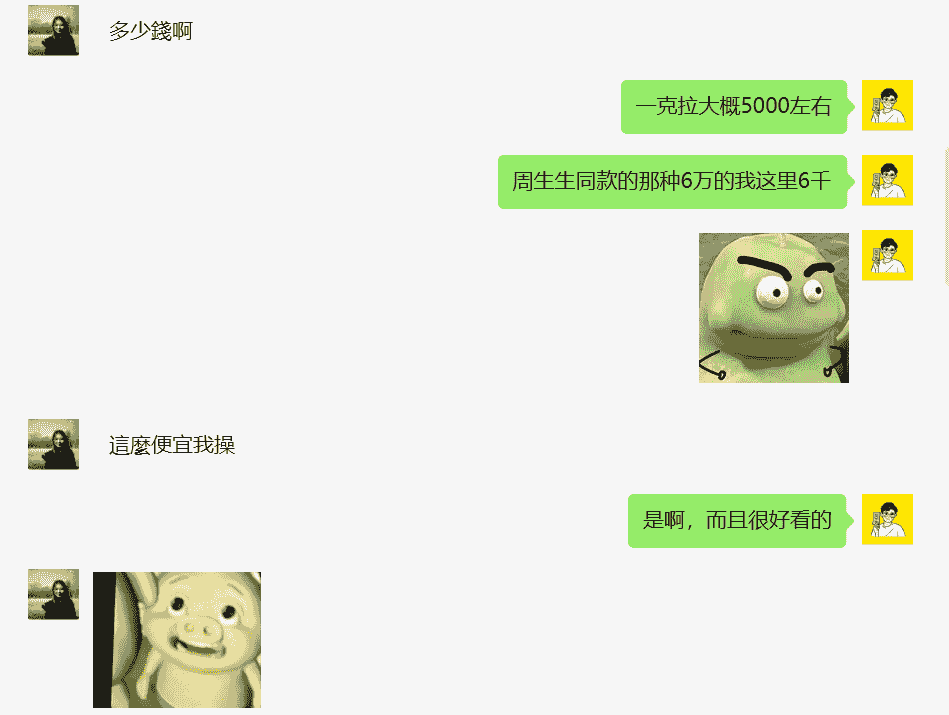 多少錢啊
一克拉大概5000左右
周生生同款的那种6万的我这里6千
這麼便宜我操
是啊，而且很好看的